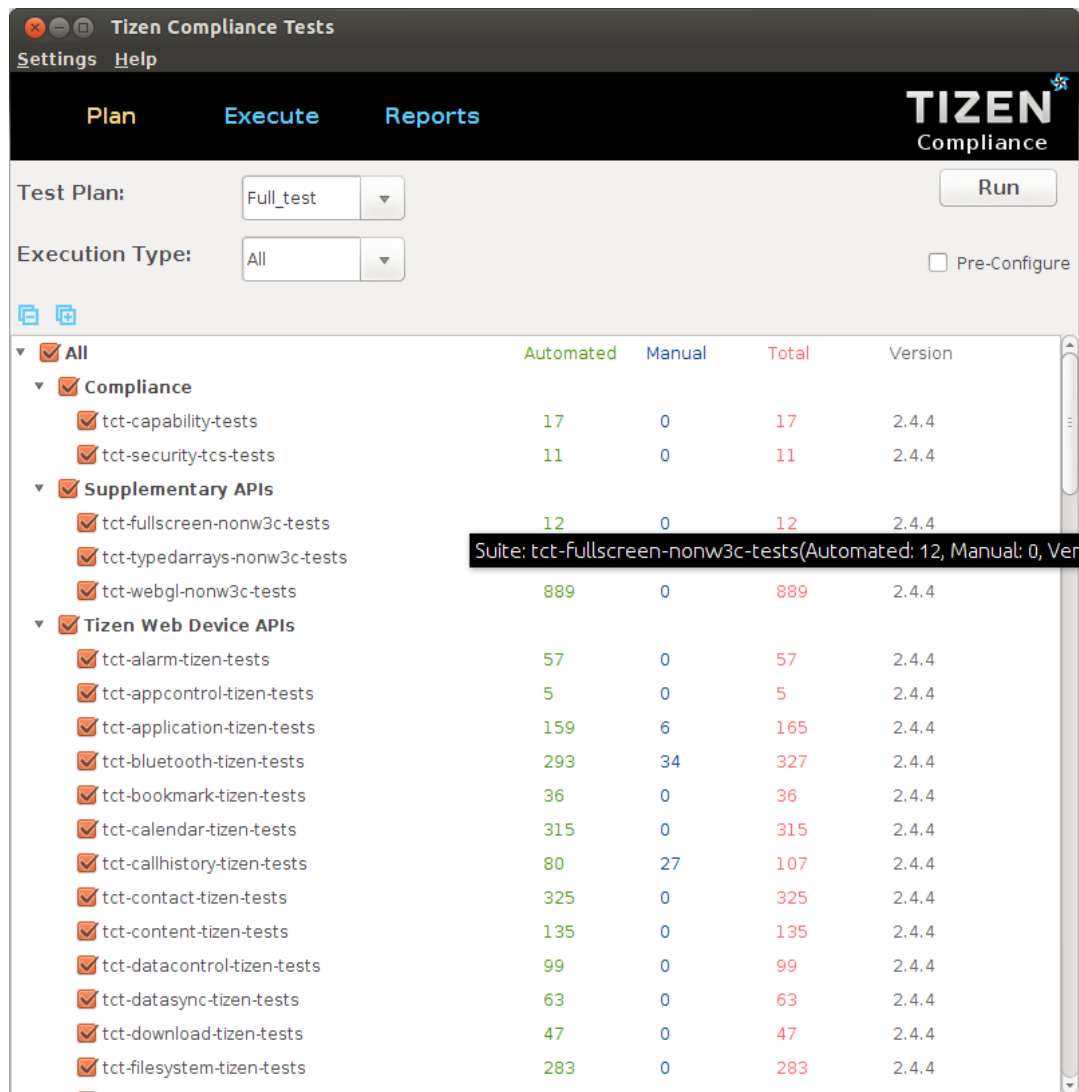 Tizen Compliance Tests
Settings Help
Plan Execute Reports
TIZEN
Compliance
Test Plan: Full_test Run
Execution Type: All Pre-Configure
All Automated Manual Total Version
Compliance
tct-capability-tests 17 0 17 2.4.4
tct-security-tcs-tests 11 0 11 2.4.4
Supplementary APIs
tct-fullscreen-nonw3c-tests 12 0 12 2.4.4
Suite: tct-fullscreen-nonw3c-tests(Automated: 12, Manual: 0, Ver
tct-typedarrays-nonw3c-tests
tct-webgl-nonw3c-tests 889 0 889 2.4.4
Tizen Web Device APIs
tct-alarm-tizen-tests 57 0 57 2.4.4
tct-appcontrol-tizen-tests 5 0 5 2.4.4
tct-application-tizen-tests 159 6 165 2.4.4
tct-bluetooth-tizen-tests 293 34 327 2.4.4
tct-bookmark-tizen-tests 36 0 36 2.4.4
tct-calendar-tizen-tests 315 0 315 2.4.4
tct-callhistory-tizen-tests 80 27 107 2.4.4
tct-contact-tizen-tests 325 0 325 2.4.4
tct-content-tizen-tests 135 0 135 2.4.4
tct-datacontrol-tizen-tests 99 0 99 2.4.4
tct-datasync-tizen-tests 63 0 63 2.4.4
tct-download-tizen-tests 47 0 47 2.4.4
tct-filesystem-tizen-tests 283 0 283 2.4.4